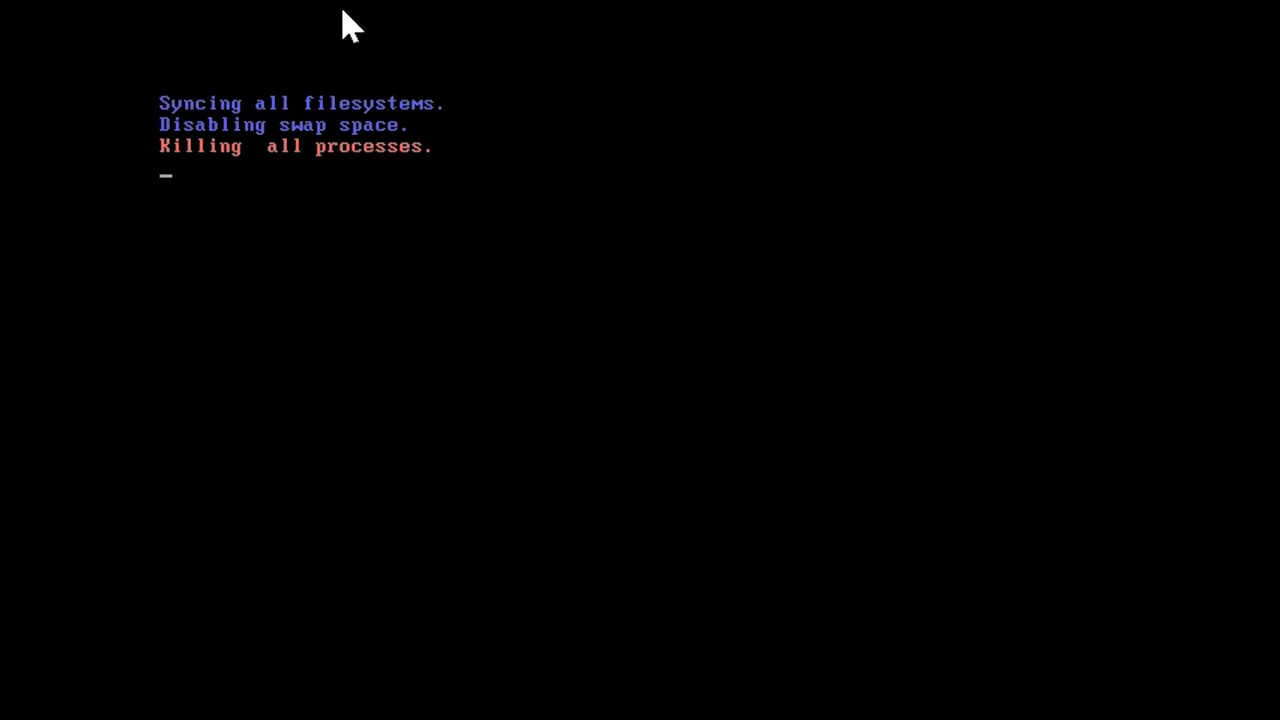 Syncing all filesystems.
Disabling swap space.
Killing  all processes.